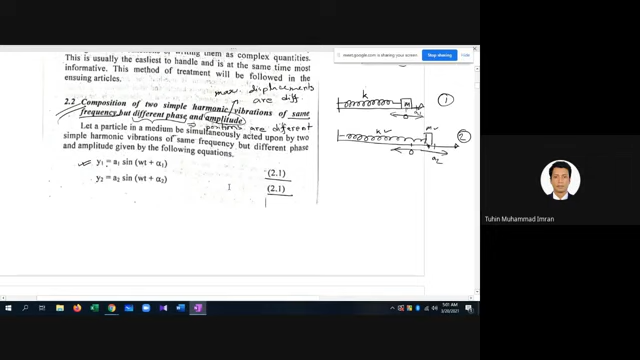 This is usually the easiest to handle and is at the same time most
informative. This method of treatment will be followed in the
ensuing articles.
max. displacements
are diff.
2.2 Composition of two simple harmonic vibrations of same
frequency but different phase and amplitude
positions are different
Let a particle in a medium be simultaneously acted upon by two
simple harmonic vibrations of same frequency but different phase
and amplitude given by the following equations.
y₁ = a₁ sin (wt + α₁) (2.1)
y₂ = a₂ sin (wt + α₂) (2.1)
k
M
0
a₁
1
M
0
a₂
2
meet.google.com is sharing your screen.
Stop sharing
Hide
Tuhin Muhammad Imran
5:01 AM
3/28/2021